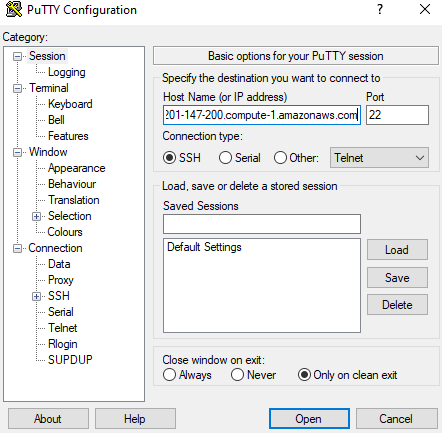 PuTTY Configuration
?
Category:
Session
Logging
Terminal
Keyboard
Bell
Features
Window
Appearance
Behaviour
Translation
Selection
Colours
Connection
Data
Proxy
SSH
Serial
Telnet
Rlogin
SUPDUP
Basic options for your PuTTY session
Specify the destination you want to connect to
Host Name (or IP address) Port
201-147-200.compute-1.amazonaws.com 22
Connection type:
SSH Serial Other: Telnet
Load, save or delete a stored session
Saved Sessions
Default Settings
Load
Save
Delete
Close window on exit:
Always Never Only on clean exit
About Help Open Cancel